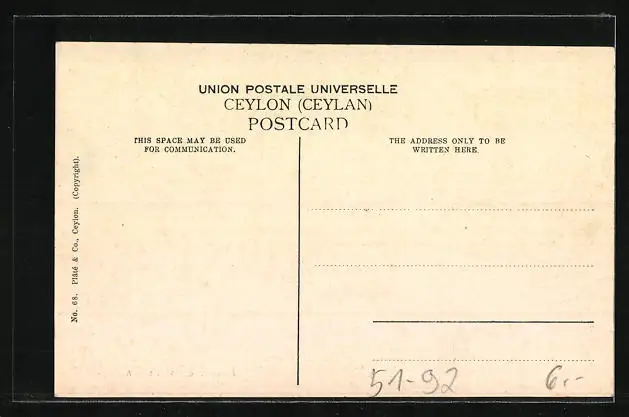 UNION POSTALE UNIVERSELLE
CEYLON (CEYLAN)
POSTCARD
THIS SPACE MAY BE USED
FOR COMMUNICATION.
THE ADDRESS ONLY TO BE
WRITTEN HERE.
No. 68. Plâté & Co., Ceylon. (Copyright).
51-92
6.-